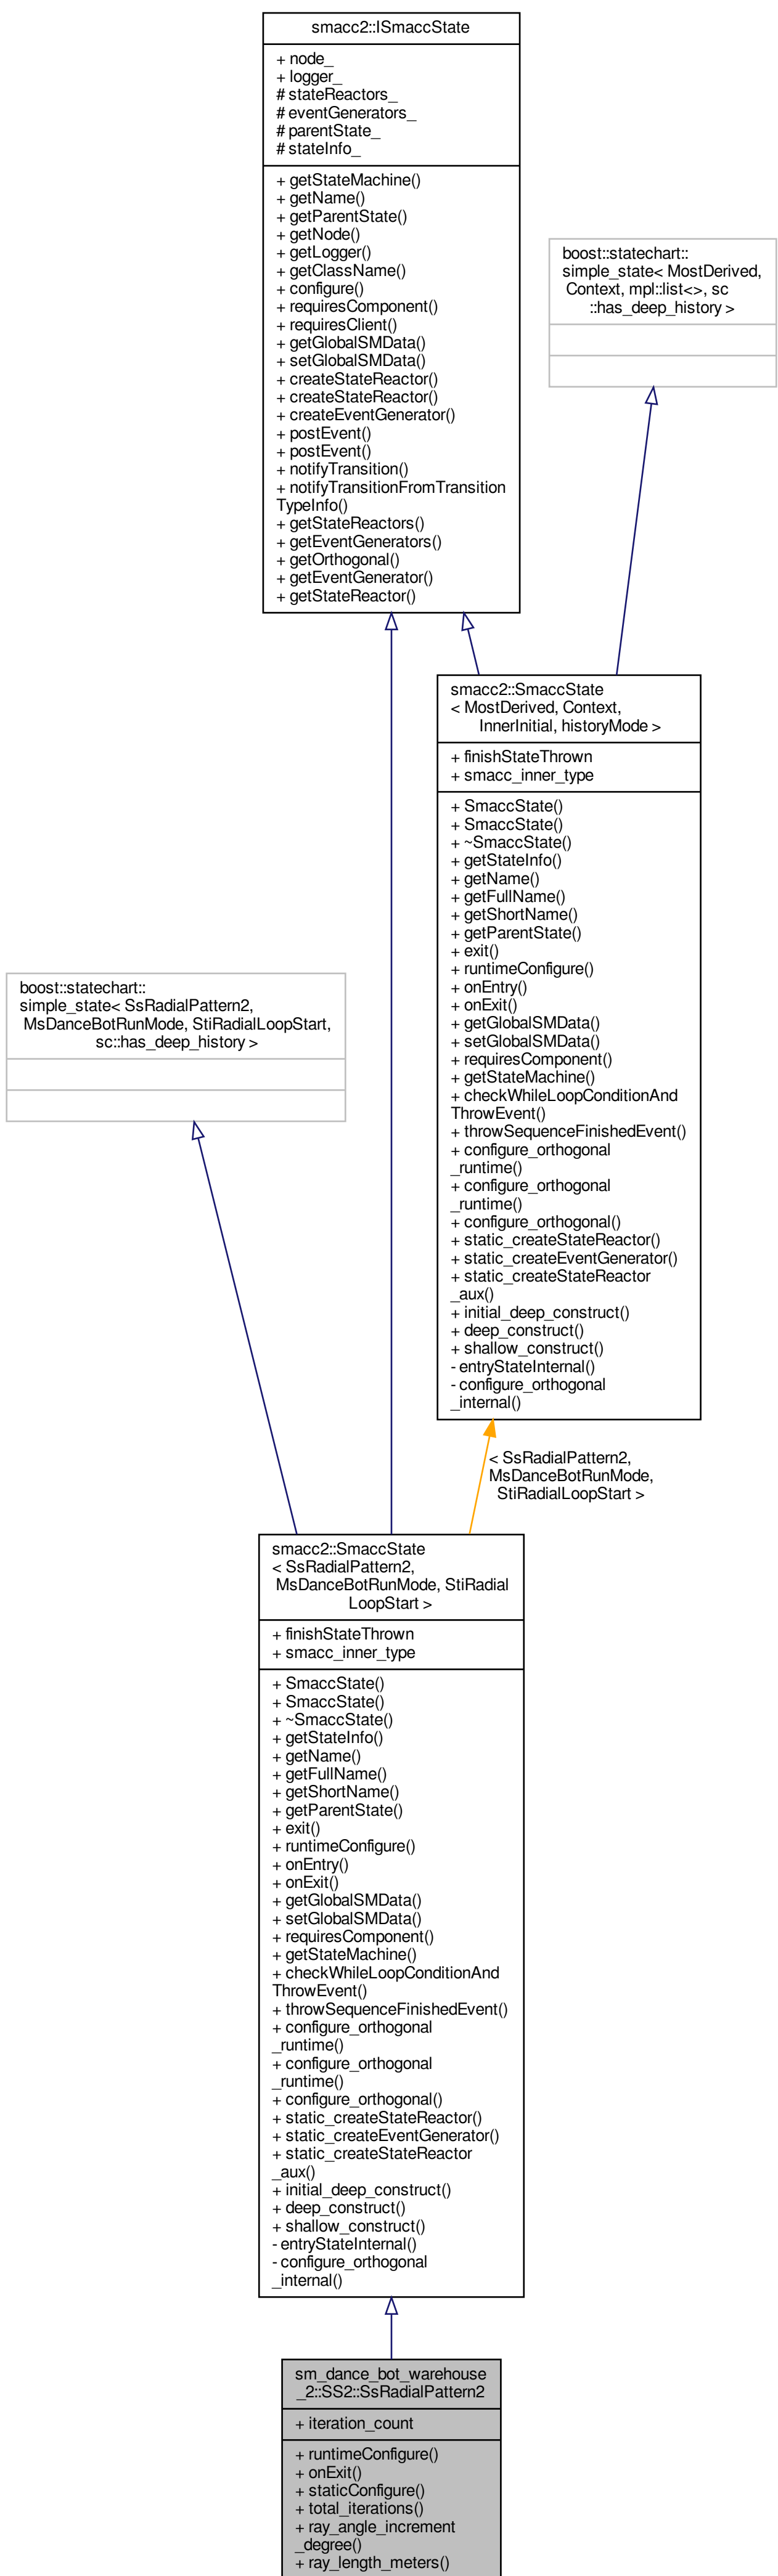 smacc2::ISmaccState
+ node_
+ logger_
# stateReactors_
# eventGenerators_
# parentState_
# stateInfo_
+ getStateMachine()
+ getName()
+ getParentState()
+ getNode()
+ getLogger()
+ getClassName()
+ configure()
+ requiresComponent()
+ requiresClient()
+ getGlobalSMData()
+ setGlobalSMData()
+ createStateReactor()
+ createStateReactor()
+ createEventGenerator()
+ postEvent()
+ postEvent()
+ notifyTransition()
+ notifyTransitionFromTransition
TypeInfo()
+ getStateReactors()
+ getEventGenerators()
+ getOrthogonal()
+ getEventGenerator()
+ getStateReactor()
boost::statechart::
simple_state< MostDerived,
Context, mpl::list<>, sc
::has_deep_history >
smacc2::SmaccState
< MostDerived, Context,
InnerInitial, historyMode >
+ finishStateThrown
+ smacc_inner_type
+ SmaccState()
+ SmaccState()
+ ~SmaccState()
+ getStateInfo()
+ getName()
+ getFullName()
+ getShortName()
+ getParentState()
+ exit()
+ runtimeConfigure()
+ onEntry()
+ onExit()
+ getGlobalSMData()
+ setGlobalSMData()
+ requiresComponent()
+ getStateMachine()
+ checkWhileLoopConditionAnd
ThrowEvent()
+ throwSequenceFinishedEvent()
+ configure_orthogonal
_runtime()
+ configure_orthogonal
_runtime()
+ configure_orthogonal()
+ static_createStateReactor()
+ static_createEventGenerator()
+ static_createStateReactor
_aux()
+ initial_deep_construct()
+ deep_construct()
+ shallow_construct()
- entryStateInternal()
- configure_orthogonal
_internal()
boost::statechart::
simple_state< SsRadialPattern2,
MsDanceBotRunMode, StiRadialLoopStart,
sc::has_deep_history >
< SsRadialPattern2,
MsDanceBotRunMode,
StiRadialLoopStart >
smacc2::SmaccState
< SsRadialPattern2,
MsDanceBotRunMode, StiRadial
LoopStart >
+ finishStateThrown
+ smacc_inner_type
+ SmaccState()
+ SmaccState()
+ ~SmaccState()
+ getStateInfo()
+ getName()
+ getFullName()
+ getShortName()
+ getParentState()
+ exit()
+ runtimeConfigure()
+ onEntry()
+ onExit()
+ getGlobalSMData()
+ setGlobalSMData()
+ requiresComponent()
+ getStateMachine()
+ checkWhileLoopConditionAnd
ThrowEvent()
+ throwSequenceFinishedEvent()
+ configure_orthogonal
_runtime()
+ configure_orthogonal
_runtime()
+ configure_orthogonal()
+ static_createStateReactor()
+ static_createEventGenerator()
+ static_createStateReactor
_aux()
+ initial_deep_construct()
+ deep_construct()
+ shallow_construct()
- entryStateInternal()
- configure_orthogonal
_internal()
sm_dance_bot_warehouse
_2::SS2::SsRadialPattern2
+ iteration_count
+ runtimeConfigure()
+ onExit()
+ staticConfigure()
+ total_iterations()
+ ray_angle_increment
_degree()
+ ray_length_meters()